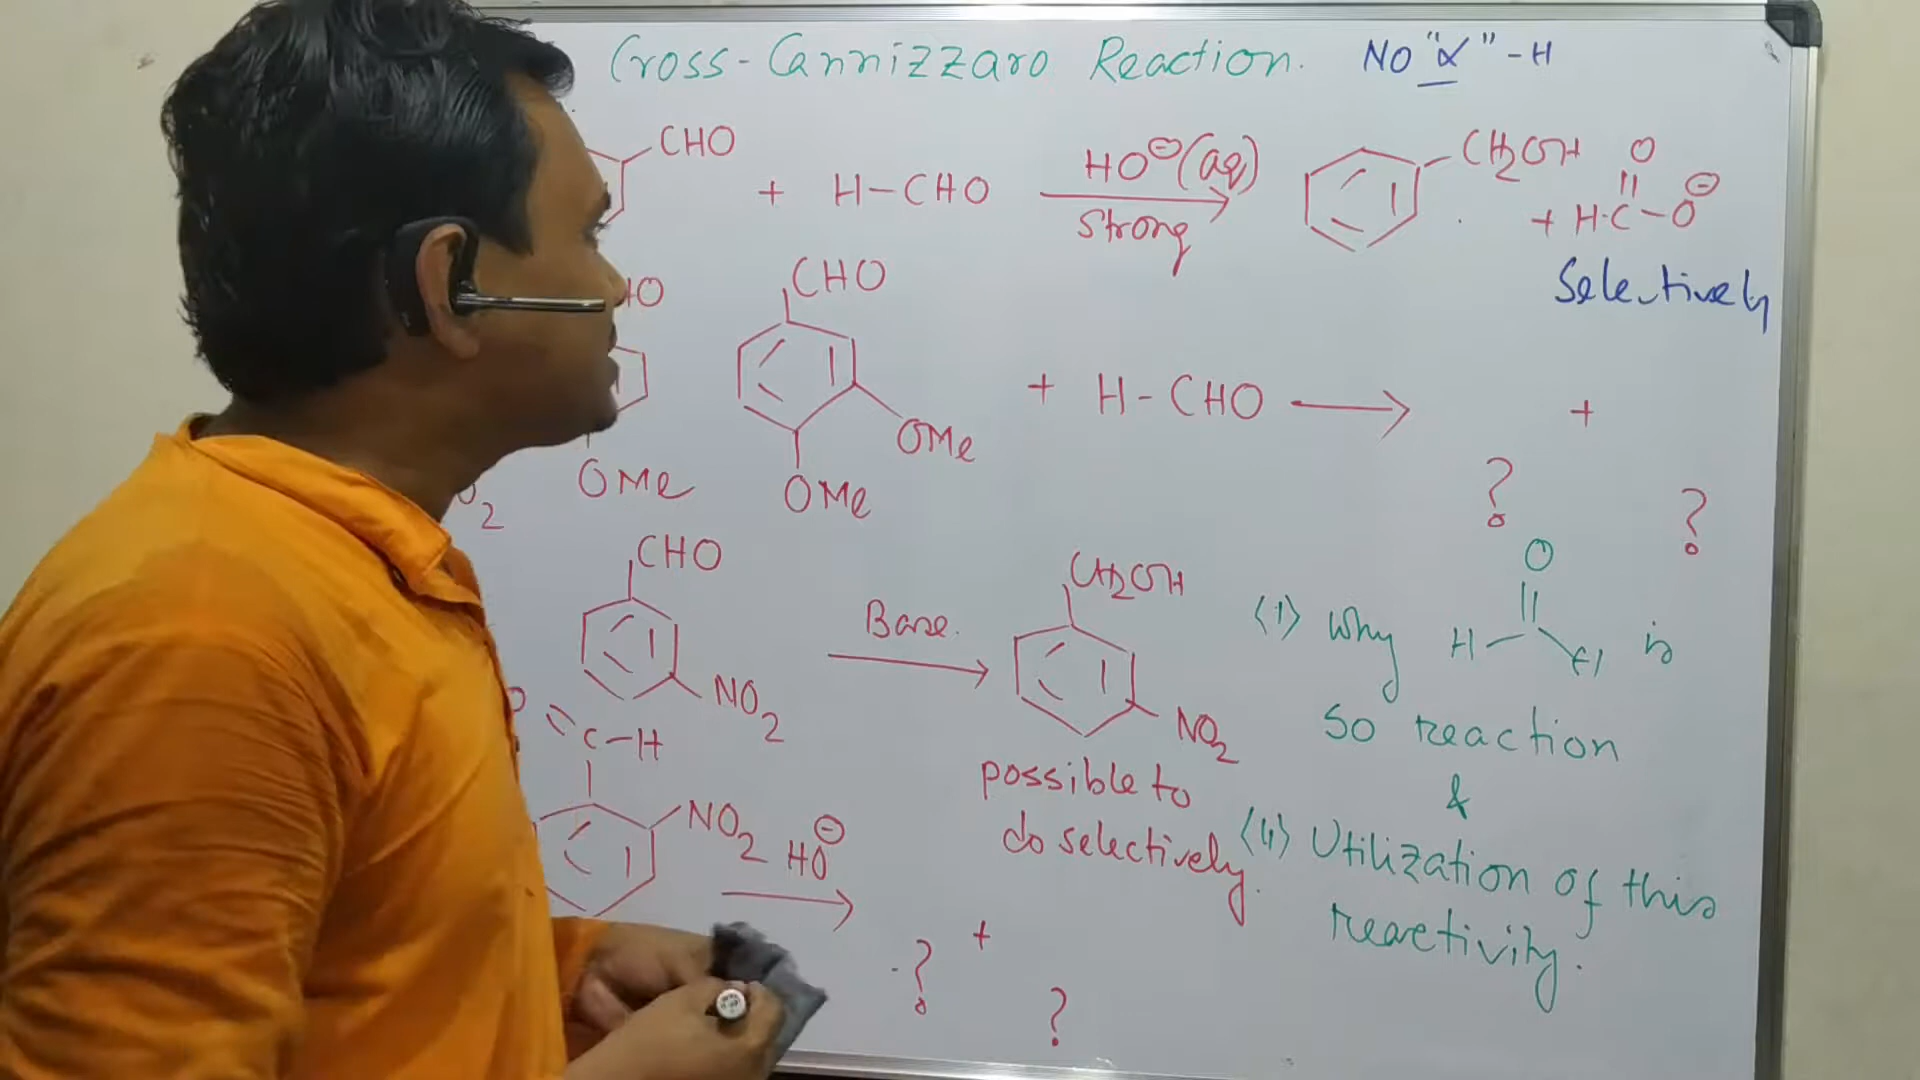 Cross-Cannizzaro Reaction. NO "α" -H
CHO + H-CHO HO⊖(aq) Strong CH2OH + H-C-O⊖ O
Selectively
HO CHO
+ H-CHO → +
OMe
OMe OMe
2
? ?
CHO Base. CH2OH
NO2 NO2
(1) Why H O H is
so reaction
&
C-H
possible to
do selectively.
(11) Utilization of this
reactivity.
NO2 HO⊖
? + ?